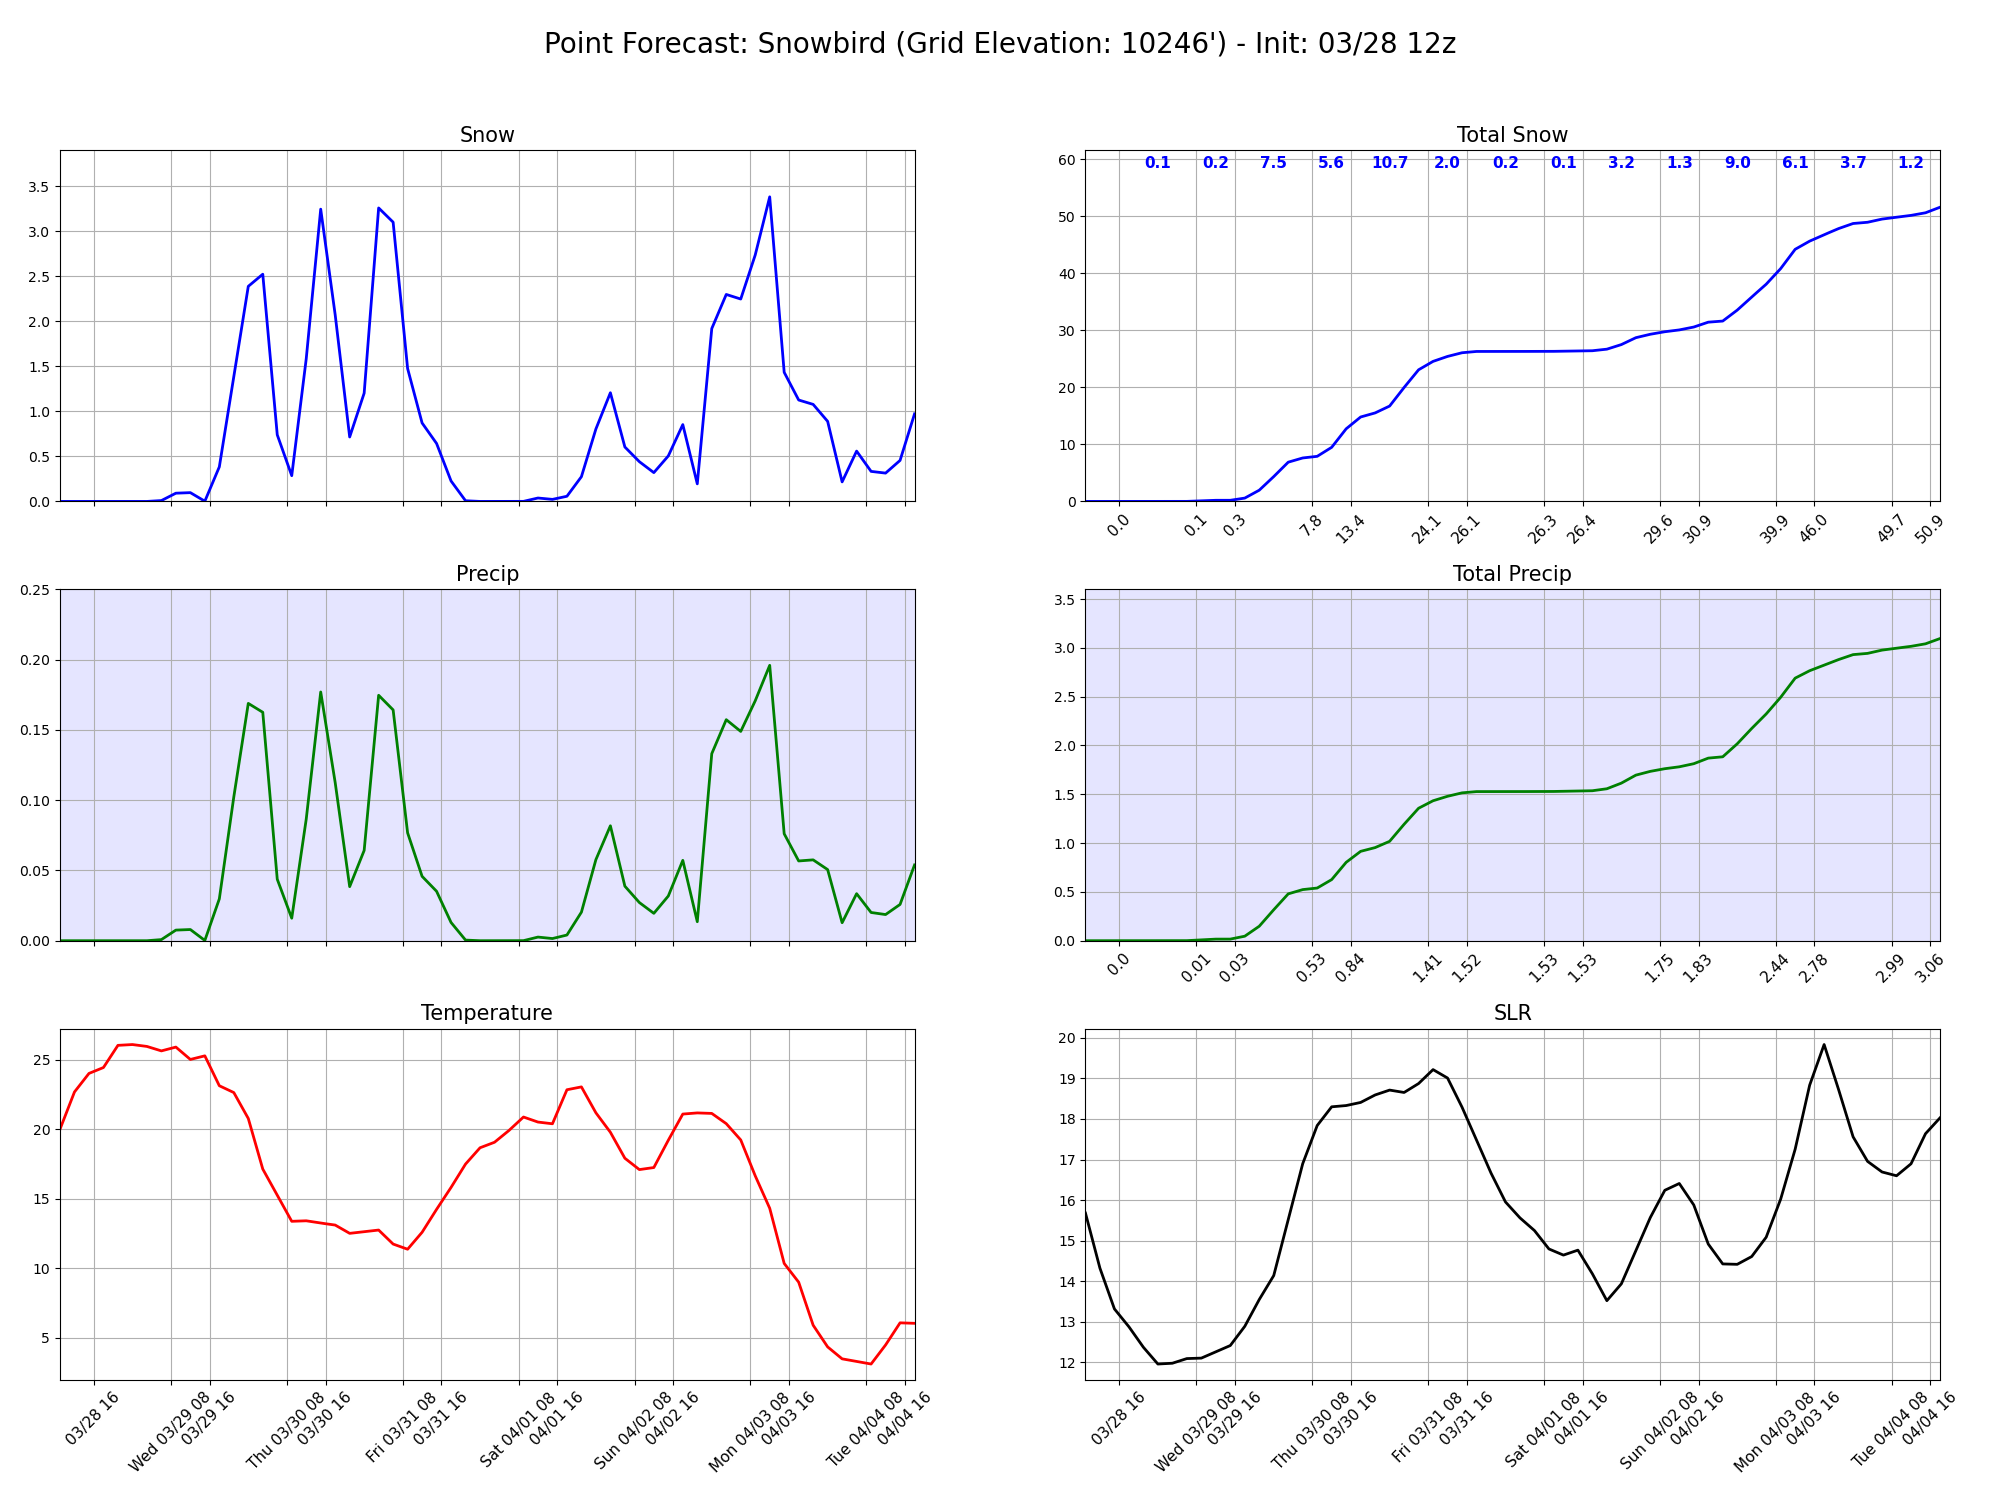 Point Forecast: Snowbird (Grid Elevation: 10246') - Init: 03/28 12z
Snow
3.5
3.0
2.5
2.0
1.5
1.0
0.5
0.0
Total Snow
0.1 0.2 7.5 5.6 10.7 2.0 0.2 0.1 3.2 1.3 9.0 6.1 3.7 1.2
60
50
40
30
20
10
0
0.0 0.1 0.3 7.8 13.4 24.1 26.1 26.3 26.4 29.6 30.9 39.9 46.0 49.7 50.9
Precip
0.25
0.20
0.15
0.10
0.05
0.00
Total Precip
3.5
3.0
2.5
2.0
1.5
1.0
0.5
0.0
0.0 0.01 0.03 0.53 0.84 1.41 1.52 1.53 1.53 1.75 1.83 2.44 2.78 2.99 3.06
Temperature
25
20
15
10
5
03/28 16
Wed 03/29 08
03/29 16
Thu 03/30 08
03/30 16
Fri 03/31 08
03/31 16
Sat 04/01 08
04/01 16
Sun 04/02 08
04/02 16
Mon 04/03 08
04/03 16
Tue 04/04 08
04/04 16
SLR
20
19
18
17
16
15
14
13
12
03/28 16
Wed 03/29 08
03/29 16
Thu 03/30 08
03/30 16
Fri 03/31 08
03/31 16
Sat 04/01 08
04/01 16
Sun 04/02 08
04/02 16
Mon 04/03 08
04/03 16
Tue 04/04 08
04/04 16